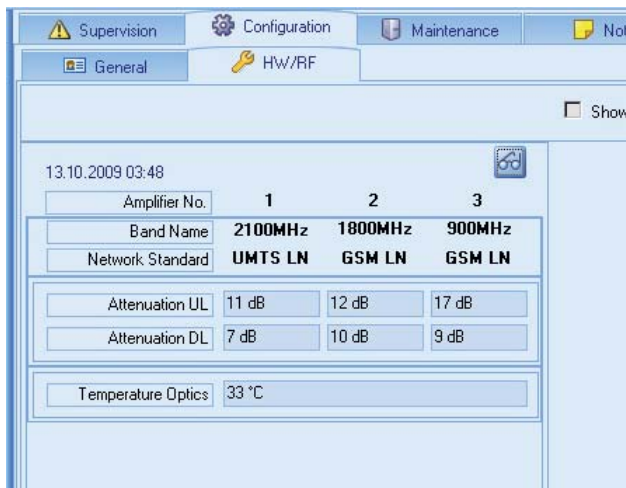 Supervision Configuration Maintenance
General HW/RF
Show
13.10.2009 03:48
Amplifier No. 1 2 3
Band Name 2100MHz 1800MHz 900MHz
Network Standard UMTS LN GSM LN GSM LN
Attenuation UL 11 dB 12 dB 17 dB
Attenuation DL 7 dB 10 dB 9 dB
Temperature Optics 33 °C